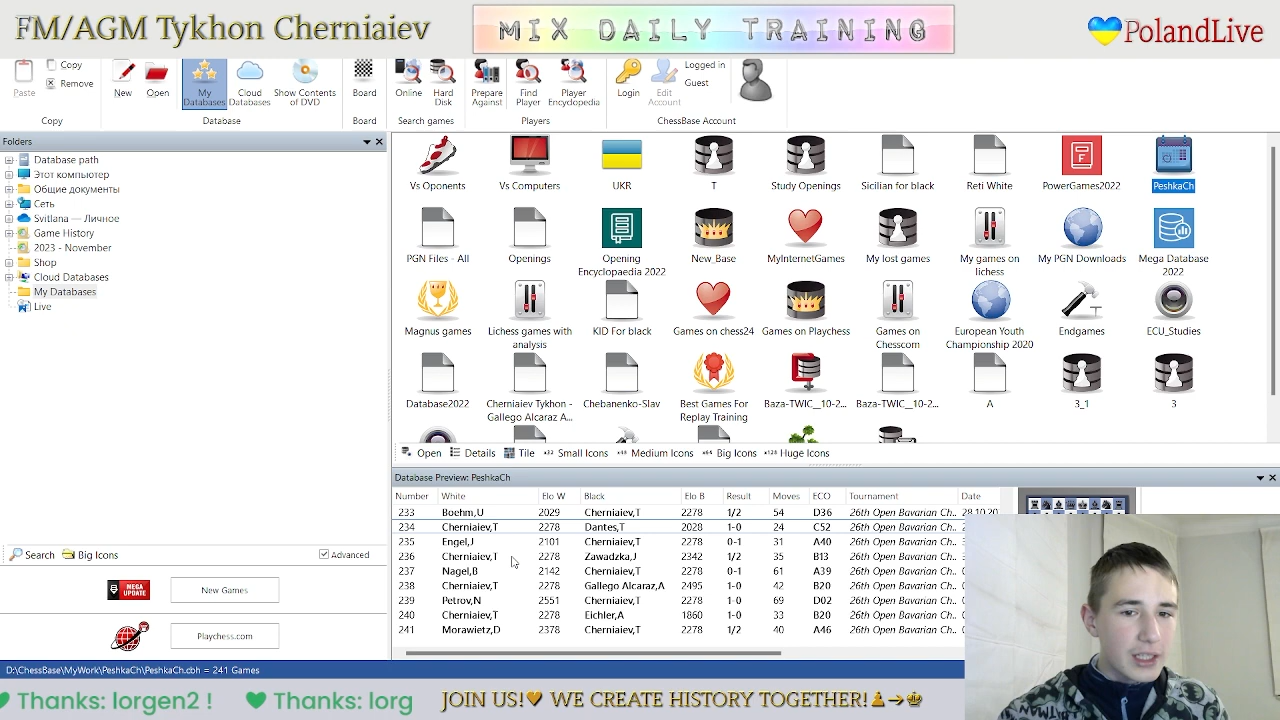 FM/AGM Tykhon Cherniaiev
MIX DAILY TRAINING
PolandLive
Paste
Copy
Remove
Copy
New
Open
My Databases
Cloud Databases
Show Contents of DVD
Database
Board
Board
Online
Hard Disk
Search games
Prepare Against
Find Player
Player Encyclopedia
Players
Login
Edit Account
Logged in
Guest
ChessBase Account
Folders
Database path
Этот компьютер
Общие документы
Сеть
Svitlana — Личное
Game History
2023 - November
Shop
Cloud Databases
My Databases
Live
Search Big Icons Advanced
MEGA UPDATE
New Games
Playchess.com
Vs Oponents Vs Computers UKR T Study Openings Sicilian for black Reti White PowerGames2022 PeshkaCh
PGN Files - All Openings Opening Encyclopaedia 2022 New_Base MyInternetGames My lost games My games on lichess My PGN Downloads Mega Database 2022
Magnus games Lichess games with analysis KID For black Games on chess24 Games on Playchess Games on Chesscom European Youth Championship 2020 Endgames ECU_Studies
Database2022 Cherniaiev Tykhon - Gallego Alcaraz A... Chebanenko-Slav Best Games For Replay Training Baza-TWIC__10-2... Baza-TWIC__10-2... A 3_1 3
Open Details Tile Small Icons Medium Icons Big Icons Huge Icons
Database Preview: PeshkaCh
Number White Elo W Black Elo B Result Moves ECO Tournament Date
Boehm,U 2029 Cherniaiev,T 2278 1/2 54 D36 26th Open Bavarian Ch.. 28.10.20
234 Cherniaiev,T 2278 Dantes,T 2028 1-0 24 C52 26th Open Bavarian Ch..
235 Engel,J 2101 Cherniaiev,T 2278 0-1 31 A40 26th Open Bavarian Ch..
236 Cherniaiev,T 2278 Zawadzka,J 2342 1/2 35 B13 26th Open Bavarian Ch..
237 Nagel,B 2142 Cherniaiev,T 2278 0-1 61 A39 26th Open Bavarian Ch..
238 Cherniaiev,T 2278 Gallego Alcaraz,A 2495 1-0 42 B20 26th Open Bavarian Ch..
239 Petrov,N 2551 Cherniaiev,T 2278 1-0 69 D02 26th Open Bavarian Ch..
240 Cherniaiev,T 2278 Eichler,A 1860 1-0 33 B20 26th Open Bavarian Ch..
241 Morawietz,D 2378 Cherniaiev,T 2278 1/2 40 A46 26th Open Bavarian Ch..
D:\ChessBase\MyWork\PeshkaCh\PeshkaCh.cbh = 241 Games
Thanks: lorgen2 ! Thanks: lorg
JOIN US!♥ WE CREATE HISTORY TOGETHER!♟→♚